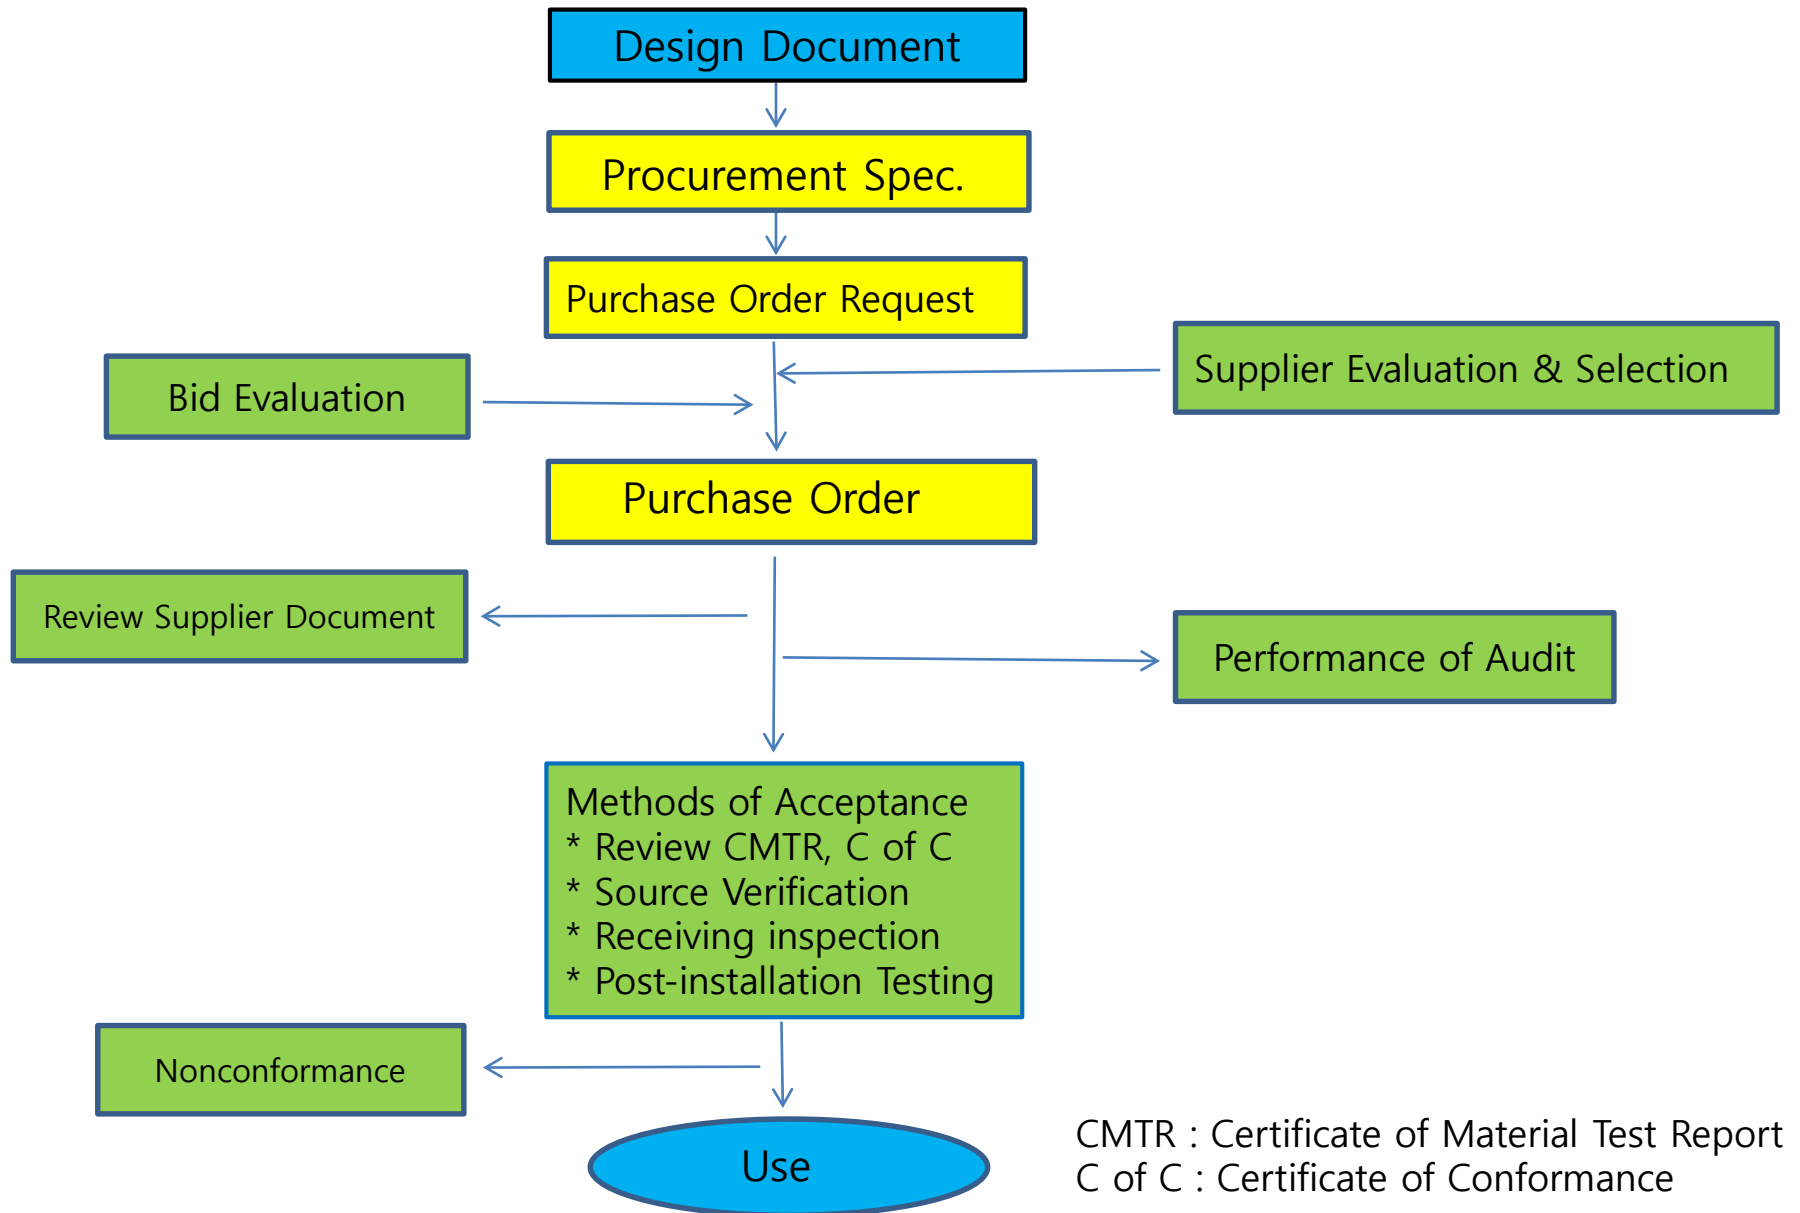 Design Document
Procurement Spec.
Purchase Order Request
Supplier Evaluation & Selection
Bid Evaluation
Purchase Order
Review Supplier Document
Performance of Audit
Methods of Acceptance
* Review CMTR, C of C
* Source Verification
* Receiving inspection
* Post-installation Testing
Nonconformance
Use
CMTR : Certificate of Material Test Report
C of C : Certificate of Conformance